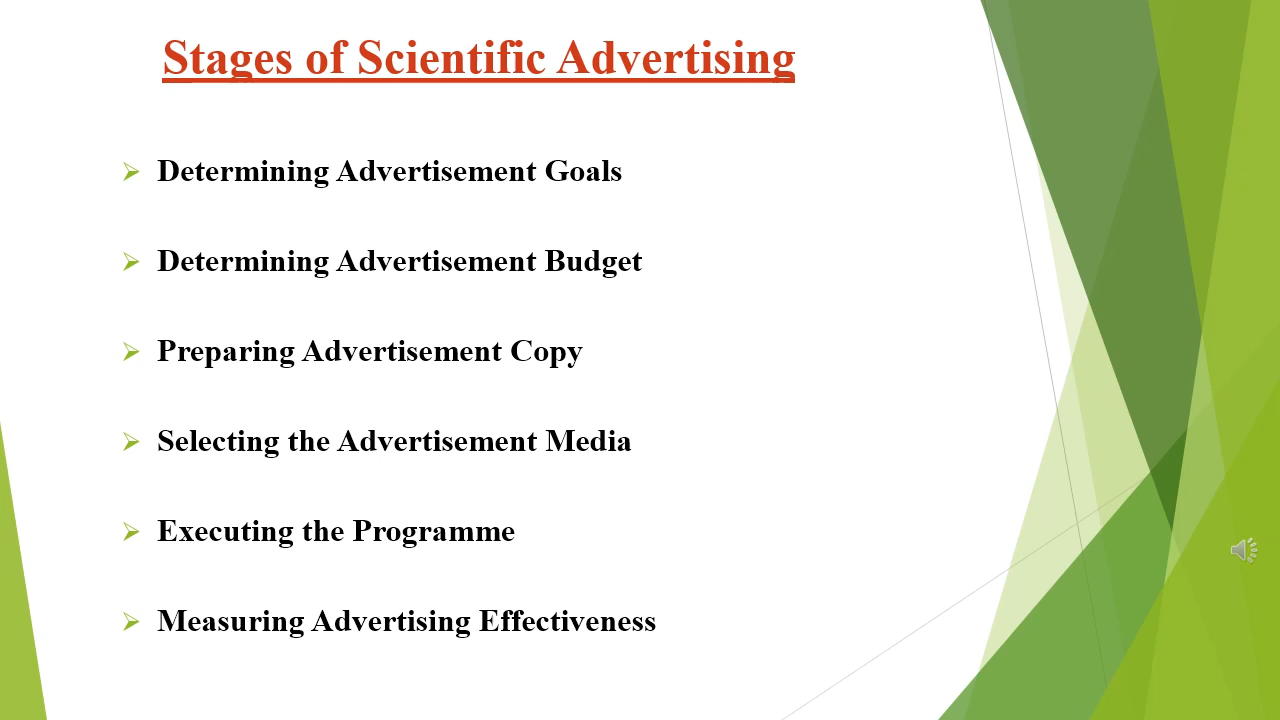 Stages of Scientific Advertising
Determining Advertisement Goals
Determining Advertisement Budget
Preparing Advertisement Copy
Selecting the Advertisement Media
Executing the Programme
Measuring Advertising Effectiveness